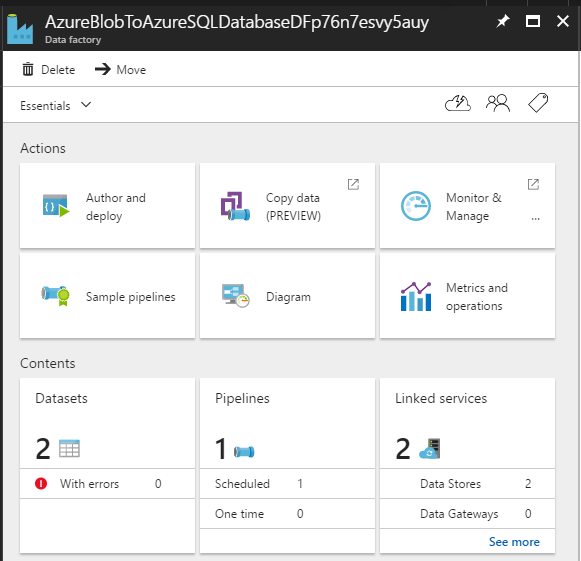 AzureBlobToAzureSQLDatabaseDFp76n7esvy5auy
Data factory
Delete
Move
Essentials
Actions
Author and
deploy
Copy data
(PREVIEW)
Monitor &
Manage
...
Sample pipelines
Diagram
Metrics and
operations
Contents
Datasets
2
With errors 0
Pipelines
1
Scheduled 1
One time 0
Linked services
2
Data Stores 2
Data Gateways 0
See more